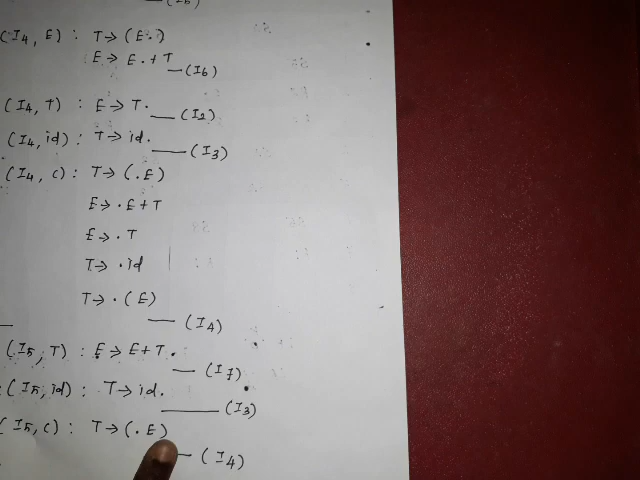 — (I5)
(I4, E) : T → (E.)
E → E. + T
— (I6)
(I4, T) : E → T.
— (I2)
(I4, id) : T → id.
— (I3)
(I4, c) : T → (.E)
E → .E + T
E → .T
T → .id
T → .(E)
— (I4)
(I5, T) : E → E + T.
— (I7)
(I5, id) : T → id.
— (I3)
(I5, c) : T → (.E)
— (I4)